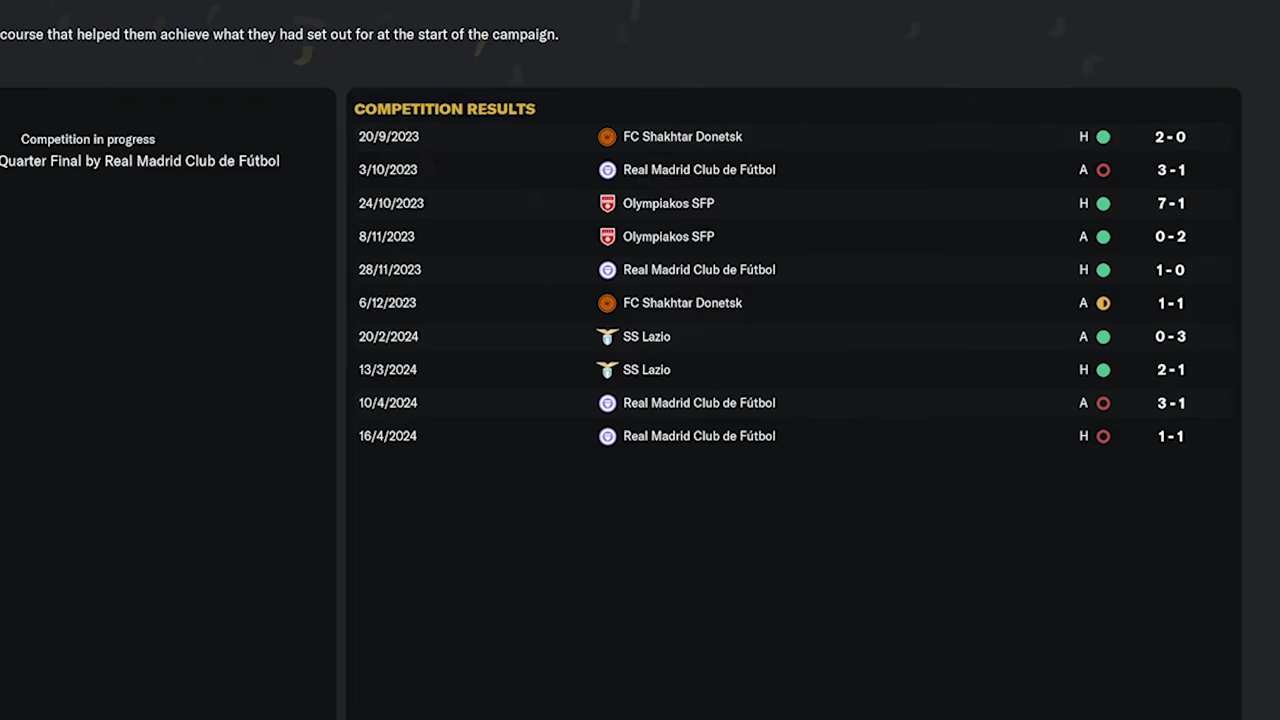 course that helped them achieve what they had set out for at the start of the campaign.
Competition in progress
Quarter Final by Real Madrid Club de Fútbol
COMPETITION RESULTS
20/9/2023 FC Shakhtar Donetsk H 2 - 0
3/10/2023 Real Madrid Club de Fútbol A 3 - 1
24/10/2023 Olympiakos SFP H 7 - 1
8/11/2023 Olympiakos SFP A 0 - 2
28/11/2023 Real Madrid Club de Fútbol H 1 - 0
6/12/2023 FC Shakhtar Donetsk A 1 - 1
20/2/2024 SS Lazio A 0 - 3
13/3/2024 SS Lazio H 2 - 1
10/4/2024 Real Madrid Club de Fútbol A 3 - 1
16/4/2024 Real Madrid Club de Fútbol H 1 - 1